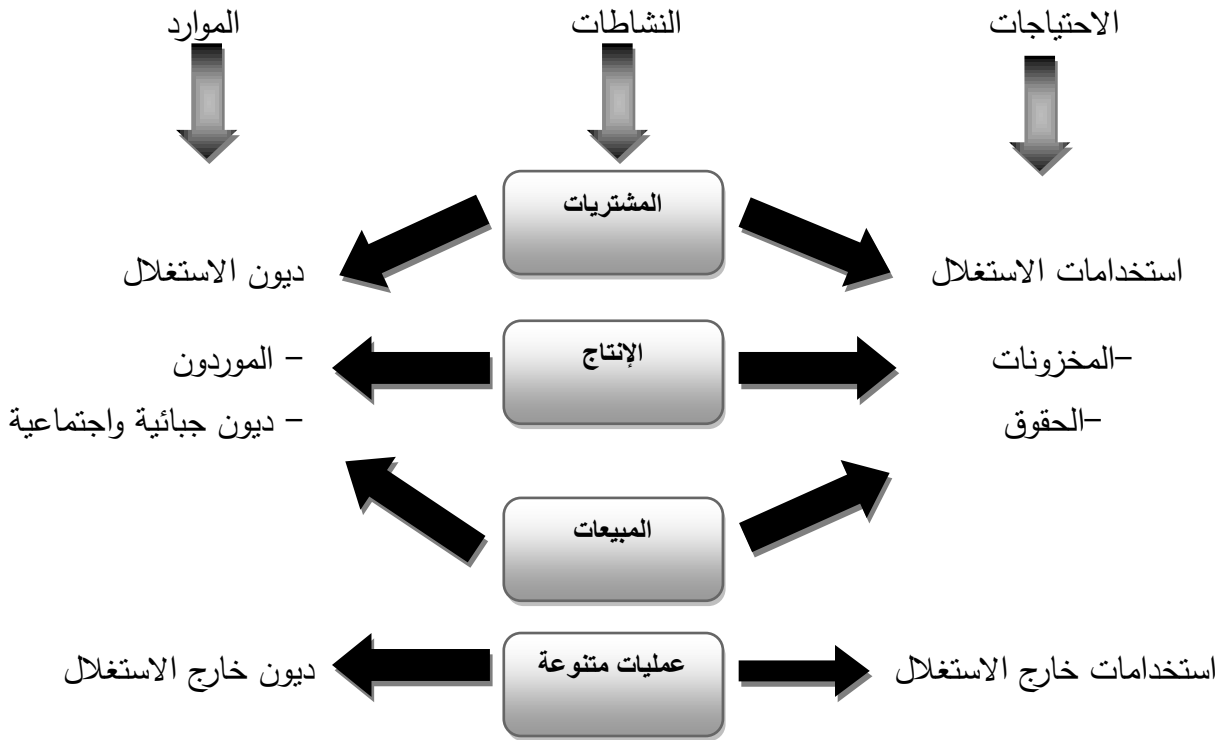 الاحتياجات النشاطات الموارد
المشتريات
استخدامات الاستغلال ديون الاستغلال
-المخزونات الإنتاج - الموردون
-الحقوق - ديون جبائية واجتماعية
المبيعات
استخدامات خارج الاستغلال عمليات متنوعة ديون خارج الاستغلال